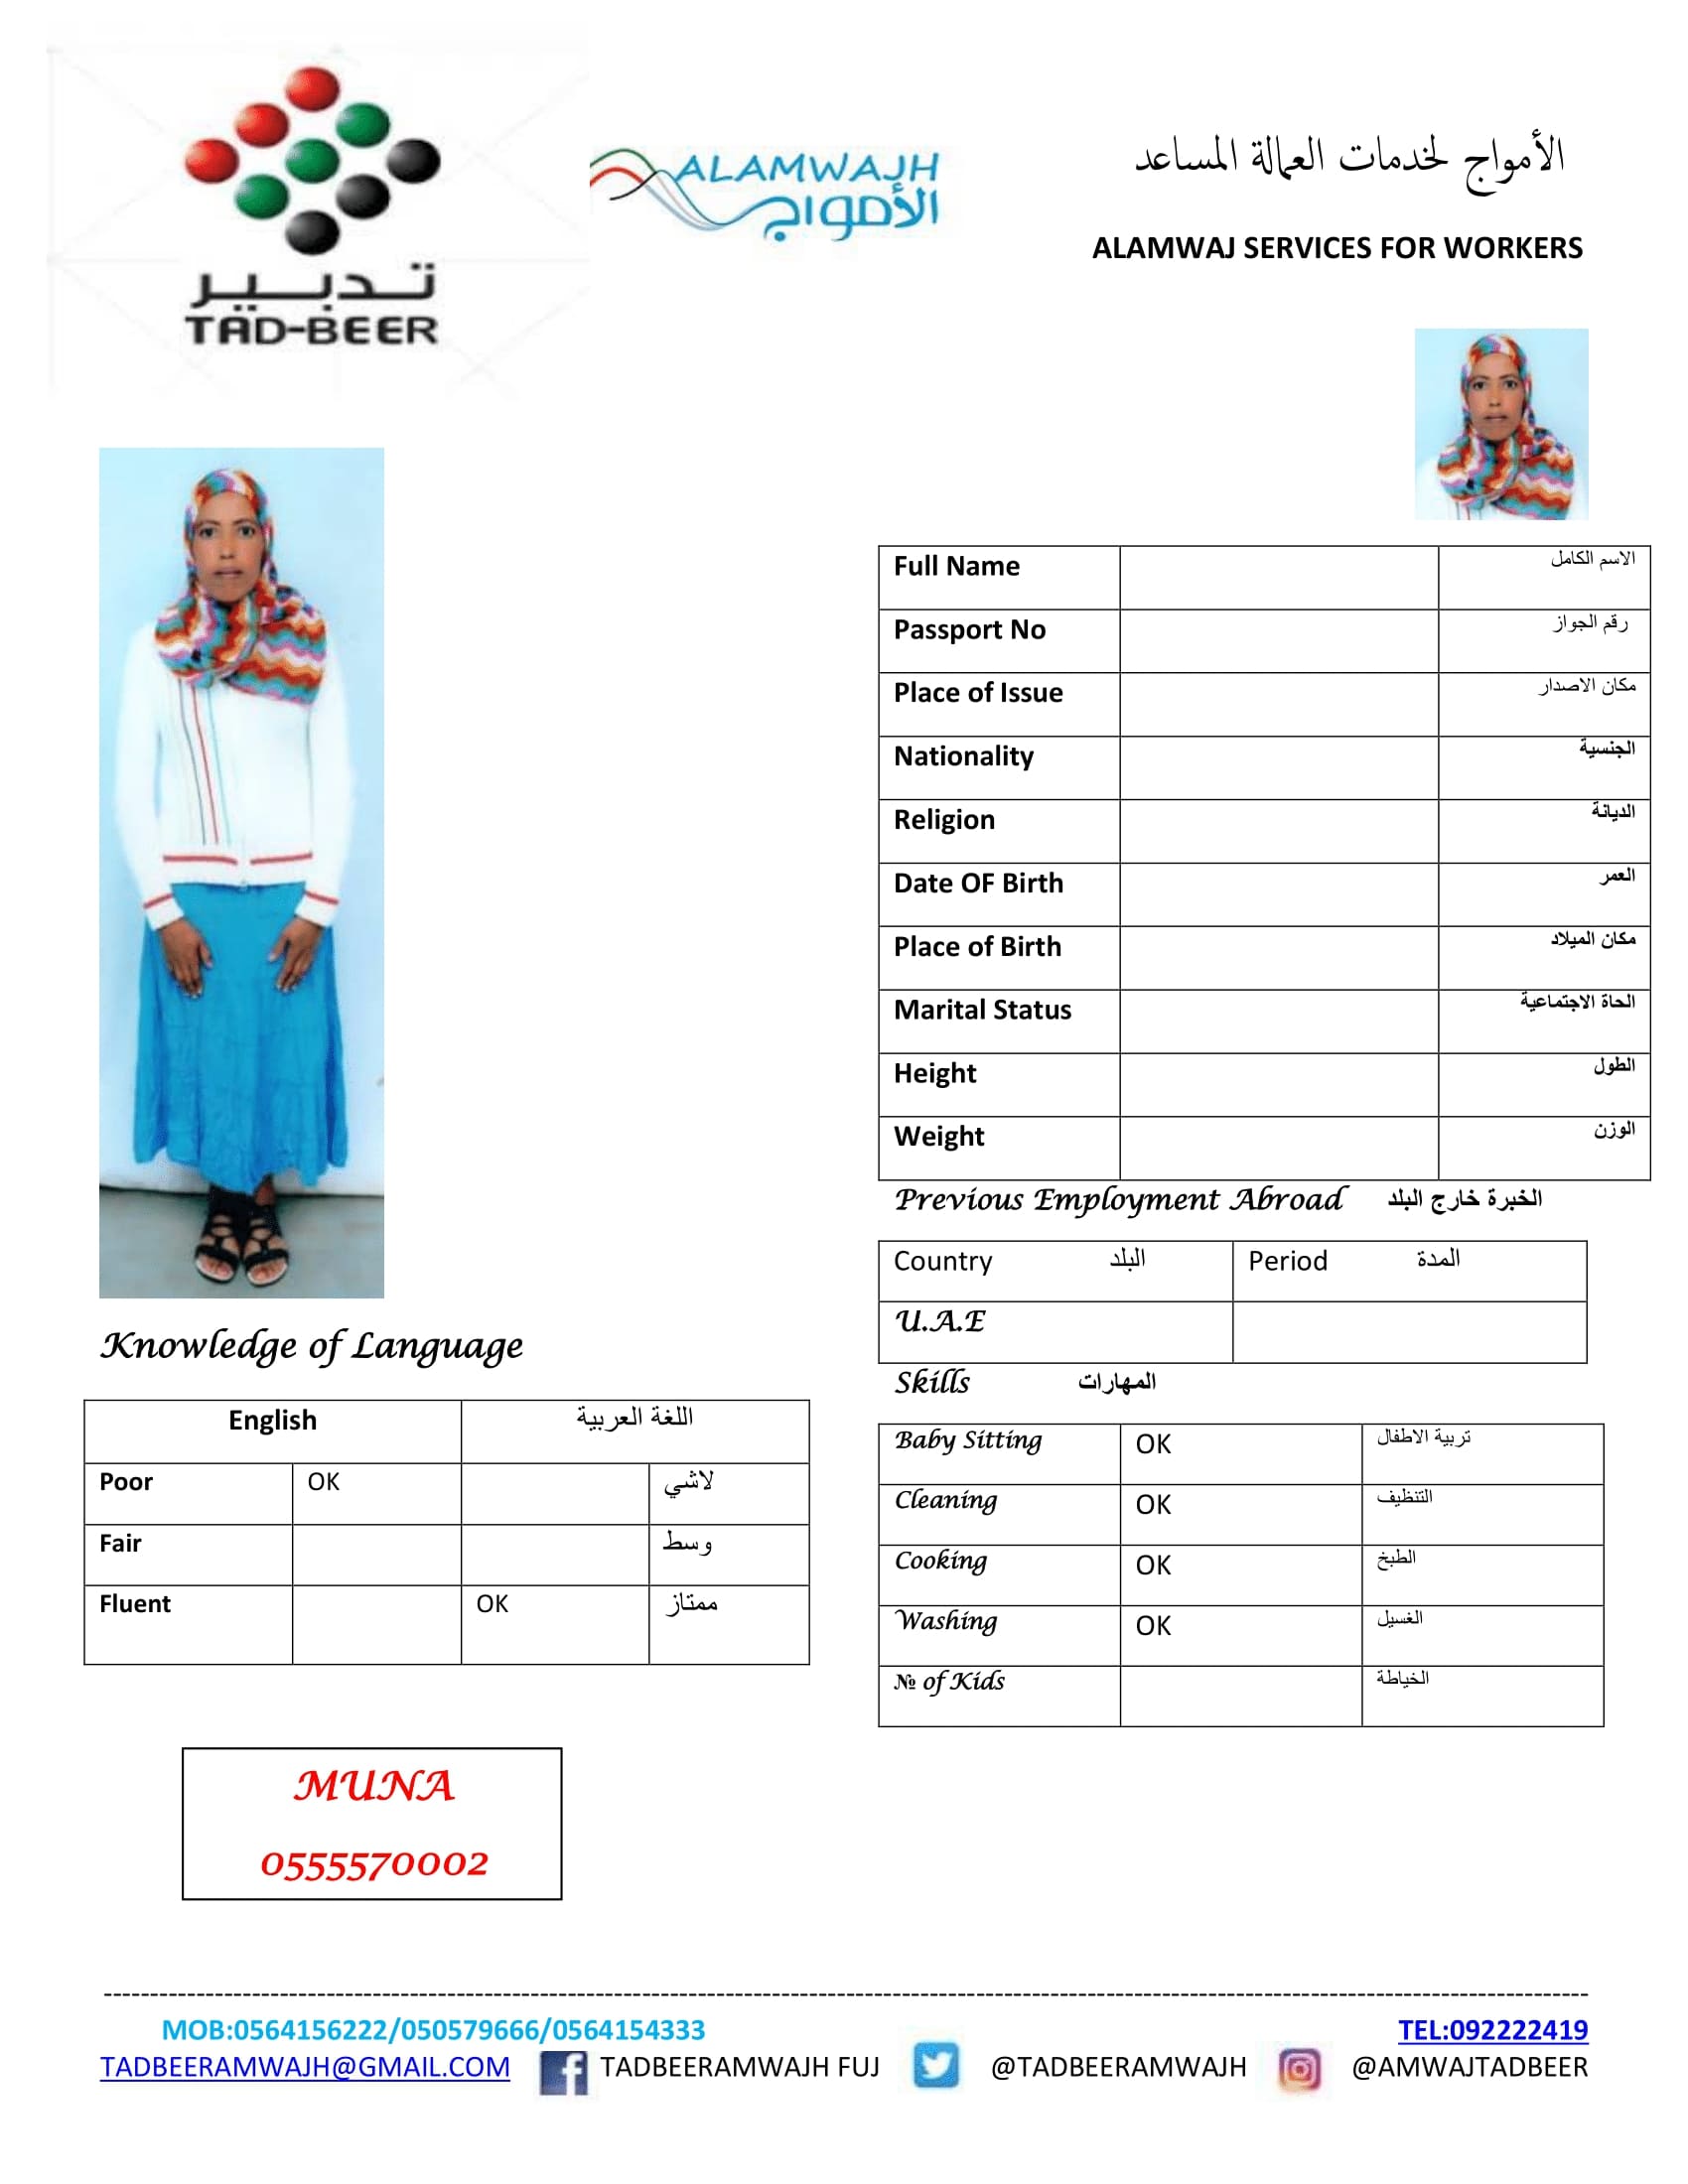 تدبير
TAD-BEER
ALAMWAJH
الأمواج
الأمواج لخدمات العمالة المساعد
ALAMWAJ SERVICES FOR WORKERS
Full Name الاسم الكامل
Passport No رقم الجواز
Place of Issue مكان الاصدار
Nationality الجنسية
Religion الديانة
Date OF Birth العمر
Place of Birth مكان الميلاد
Marital Status الحاة الاجتماعية
Height الطول
Weight الوزن
Previous Employment Abroad الخبرة خارج البلد
Country البلد Period المدة
U.A.E
Skills المهارات
Baby Sitting OK تربية الاطفال
Cleaning OK التنظيف
Cooking OK الطبخ
Washing OK الغسيل
№ of Kids الخياطة
Knowledge of Language
English اللغة العربية
Poor OK لاشي
Fair وسط
Fluent OK ممتاز
MUNA
0555570002
MOB:0564156222/050579666/0564154333 TEL:092222419
TADBEERAMWAJH@GMAIL.COM TADBEERAMWAJH FUJ @TADBEERAMWAJH @AMWAJTADBEER